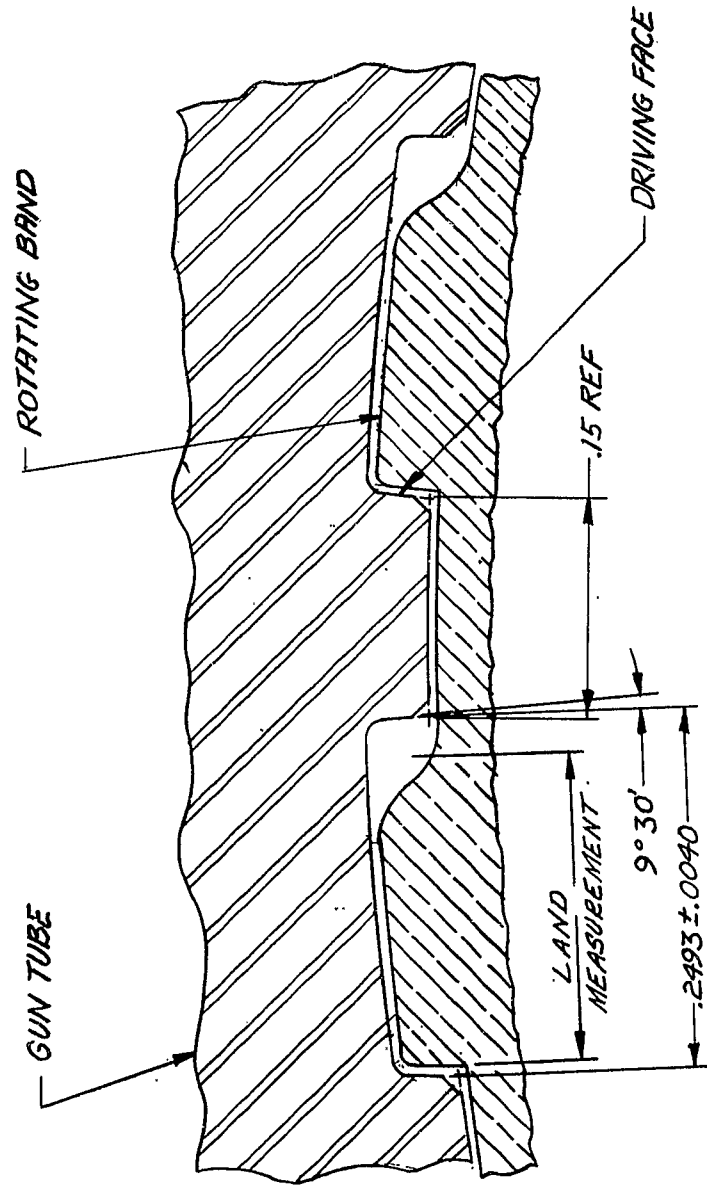 GUN TUBE
ROTATING BAND
DRIVING FACE
.15 REF
LAND
MEASUREMENT
9° 30'
.2493 ±.0040